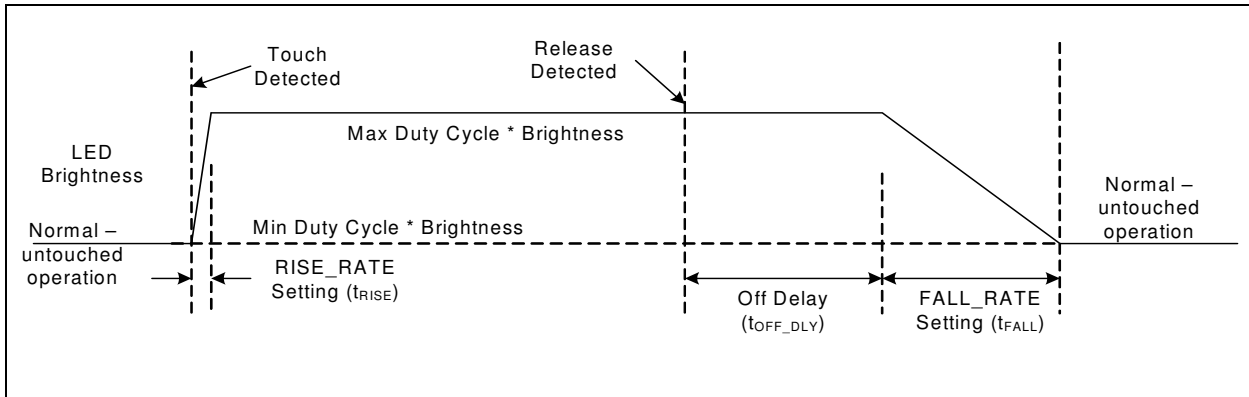 Touch
Detected
Release
Detected
Max Duty Cycle * Brightness
LED
Brightness
Normal –
untouched
operation
Min Duty Cycle * Brightness
Normal –
untouched
operation
RISE_RATE
Setting (tRISE)
Off Delay
(tOFF_DLY)
FALL_RATE
Setting (tFALL)